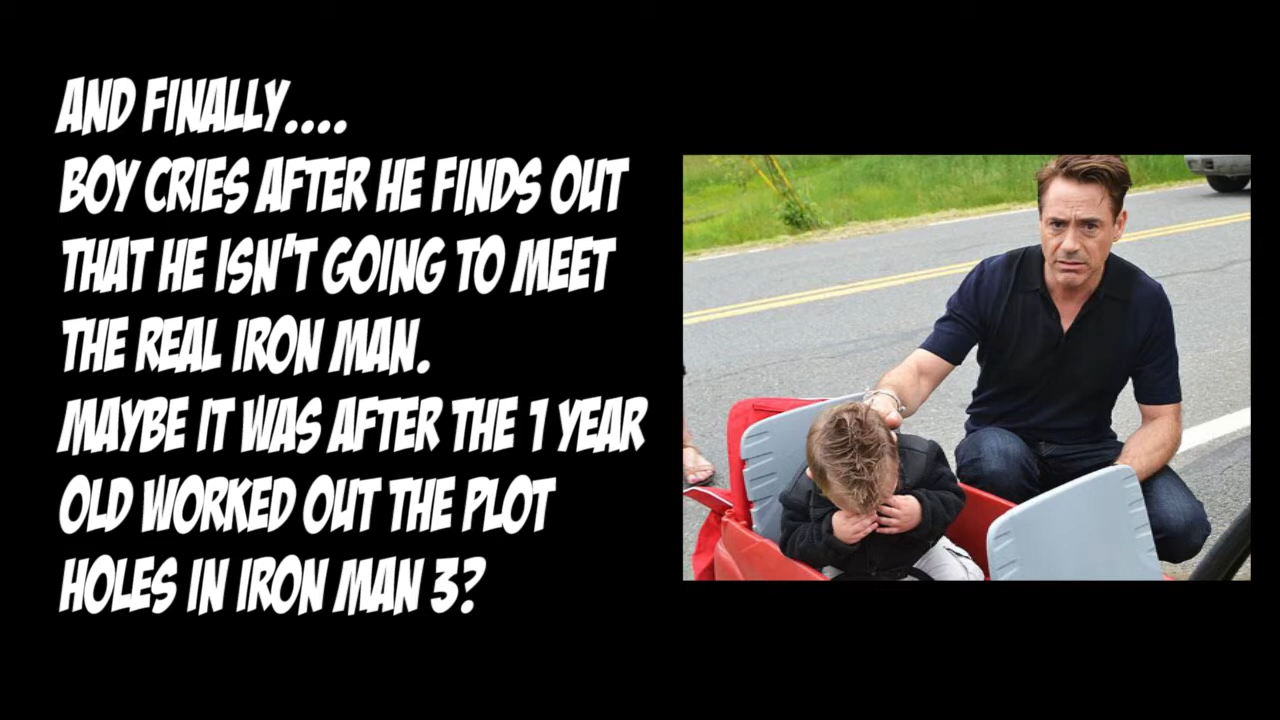 AND FINALLY....
BOY CRIES AFTER HE FINDS OUT
THAT HE ISN'T GOING TO MEET
THE REAL IRON MAN.
MAYBE IT WAS AFTER THE 1 YEAR
OLD WORKED OUT THE PLOT
HOLES IN IRON MAN 3?